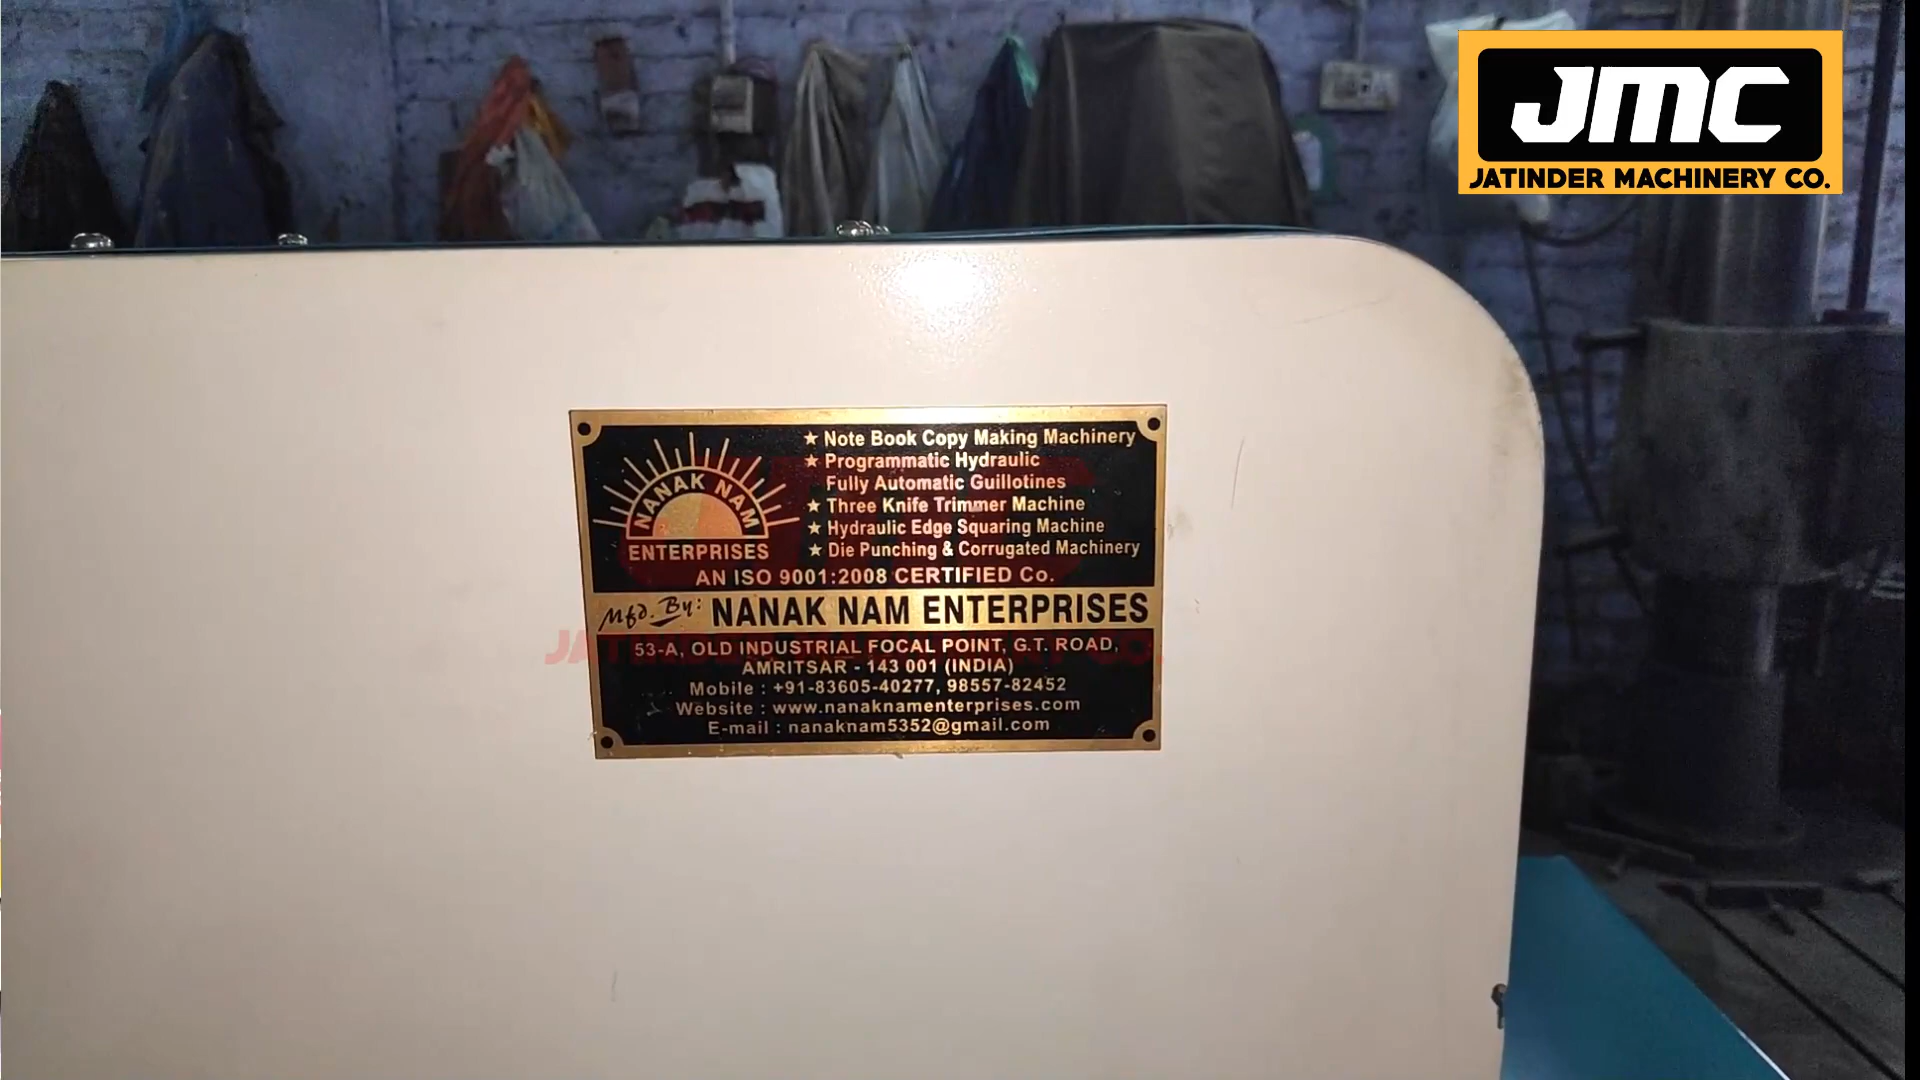 JMC
JATINDER MACHINERY CO.
★ Note Book Copy Making Machinery
★ Programmatic Hydraulic
Fully Automatic Guillotines
★ Three Knife Trimmer Machine
★ Hydraulic Edge Squaring Machine
★ Die Punching & Corrugated Machinery
NANAK NAM
ENTERPRISES
AN ISO 9001:2008 CERTIFIED Co.
Mfd. By: NANAK NAM ENTERPRISES
53-A, OLD INDUSTRIAL FOCAL POINT, G.T. ROAD,
AMRITSAR - 143 001 (INDIA)
Mobile : +91-83605-40277, 98557-82452
Website : www.nanaknamenterprises.com
E-mail : nanaknam5352@gmail.com
JATINDER MACHINERY CO.